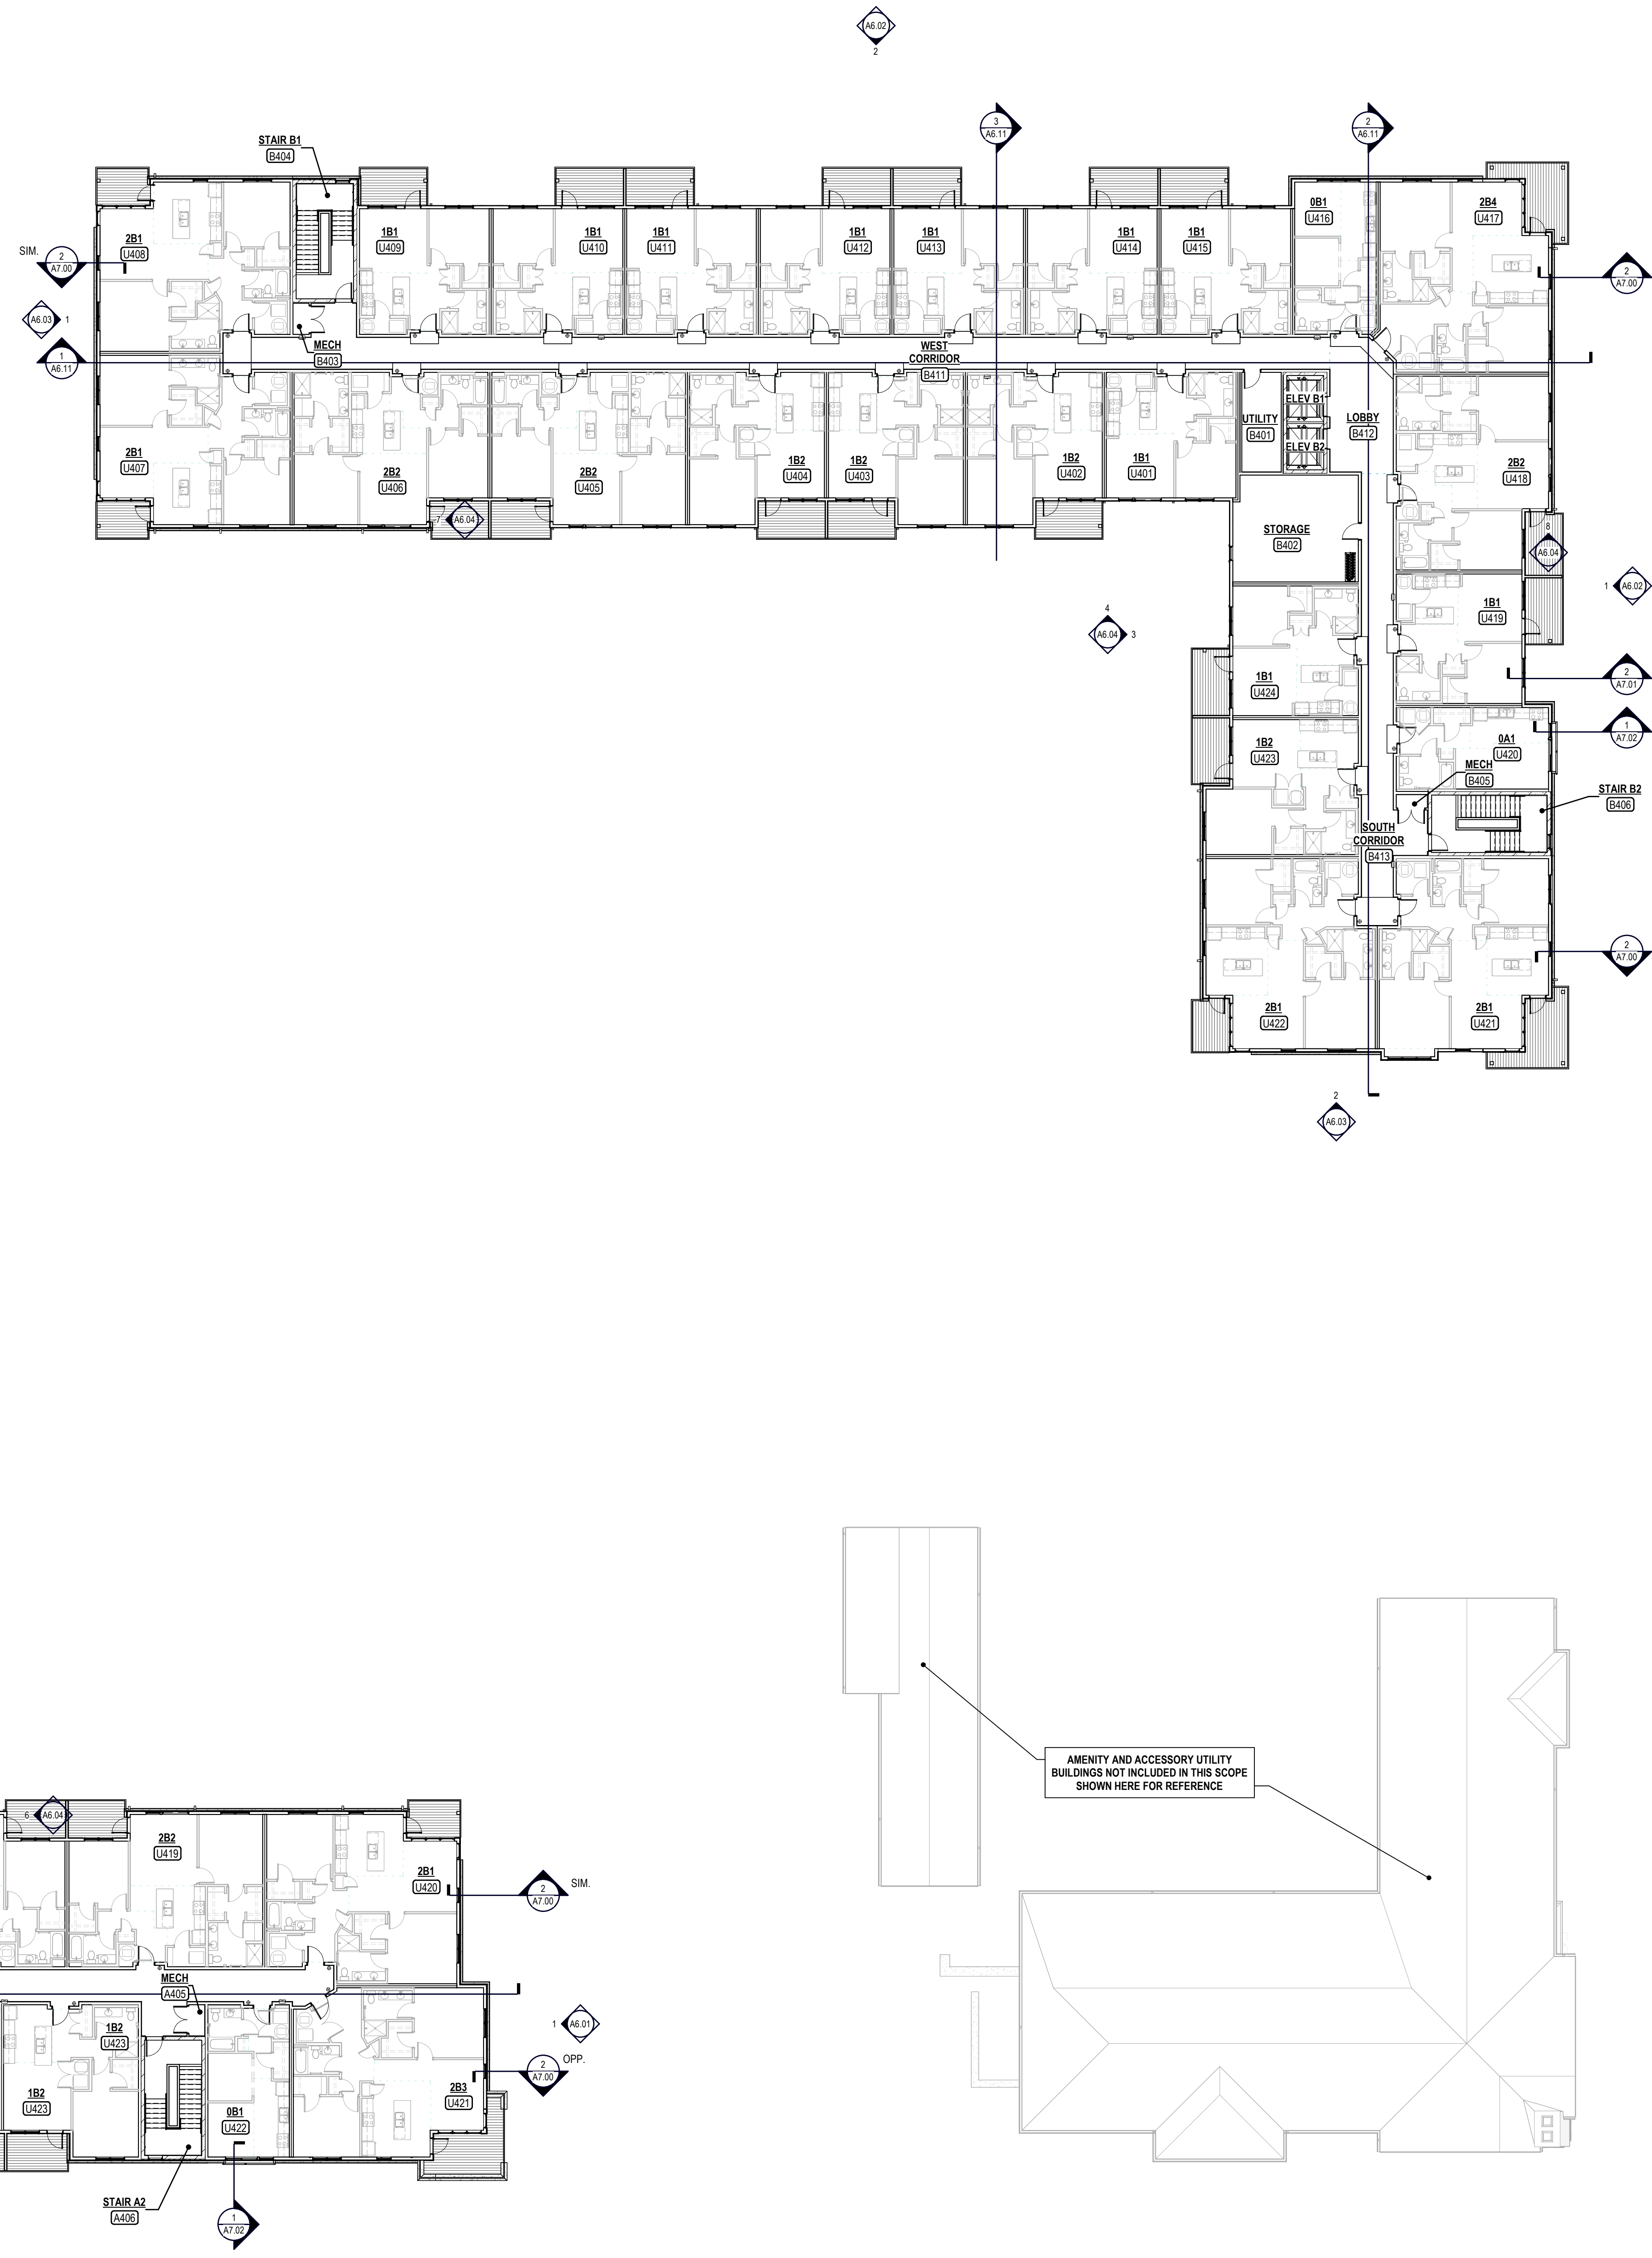 A6.02
2
3
A6.11
2
A6.11
STAIR B1
B404
SIM.
2
A7.00
A6.03
1
1
A6.11
2B1
U408
1B1
U409
1B1
U410
1B1
U411
1B1
U412
1B1
U413
1B1
U414
1B1
U415
0B1
U416
2B4
U417
2
A7.00
MECH
B403
WEST
CORRIDOR
B411
2B1
U407
2B2
U406
2B2
U405
1B2
U404
1B2
U403
1B2
U402
1B1
U401
UTILITY
B401
ELEV B1
ELEV B2
LOBBY
B412
2B2
U418
7
A6.04
STORAGE
B402
8
A6.04
1
A6.02
1B1
U419
4
A6.04
3
1B1
U424
2
A7.01
1B2
U423
1
A7.02
0A1
U420
MECH
B405
STAIR B2
B406
SOUTH
CORRIDOR
B413
2
A7.00
2B1
U422
2B1
U421
2
A6.03
AMENITY AND ACCESSORY UTILITY
BUILDINGS NOT INCLUDED IN THIS SCOPE
SHOWN HERE FOR REFERENCE
6
A6.04
2B2
U419
2B1
U420
2
A7.00
SIM.
MECH
A405
1B2
U423
1
A6.01
2
A7.00
OPP.
1B2
U423
0B1
U422
2B3
U421
STAIR A2
A406
1
A7.02